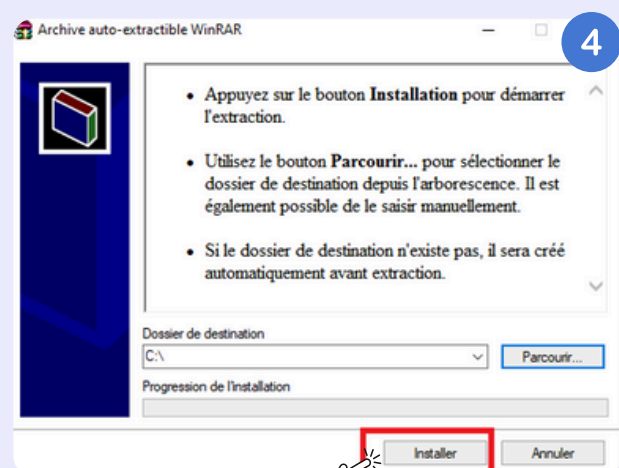 Archive auto-extractible WinRAR
4
• Appuyez sur le bouton Installation pour démarrer
l'extraction.
• Utilisez le bouton Parcourir... pour sélectionner le
dossier de destination depuis l'arborescence. Il est
également possible de le saisir manuellement.
• Si le dossier de destination n'existe pas, il sera créé
automatiquement avant extraction.
Dossier de destination
C:\
Parcourir...
Progression de l'installation
Installer
Annuler